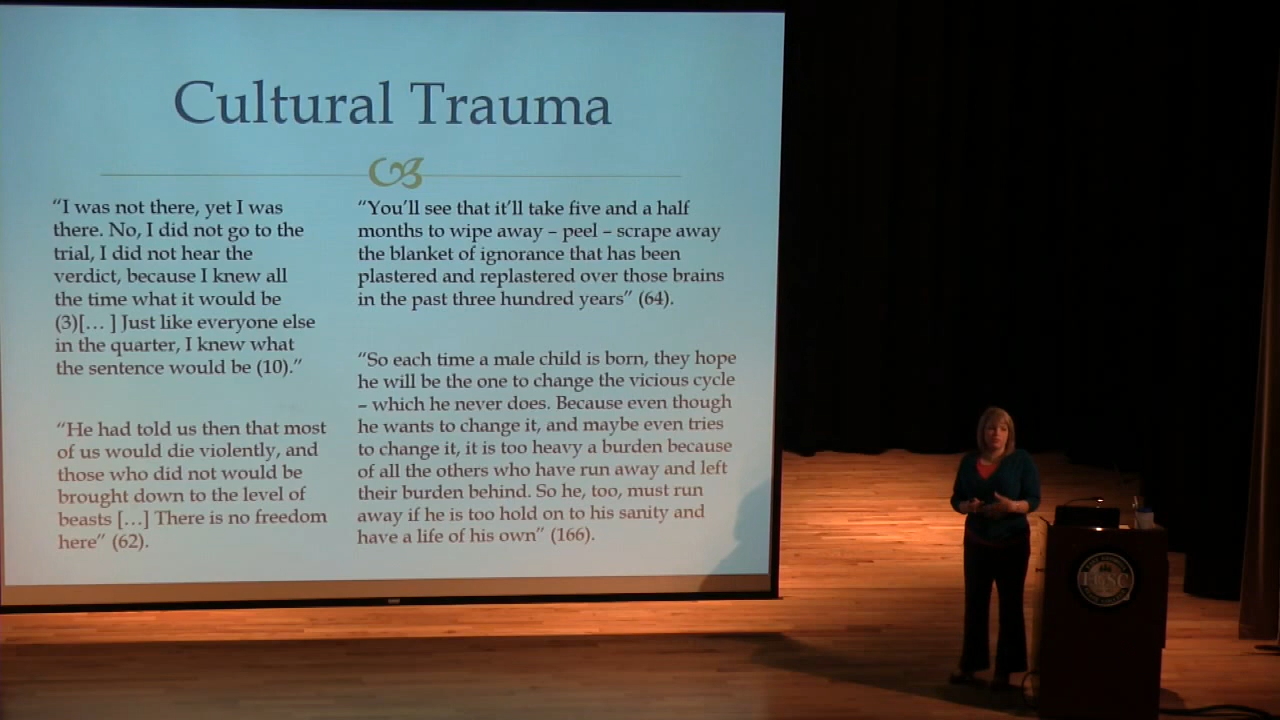 Cultural Trauma
“I was not there, yet I was
there. No, I did not go to the
trial, I did not hear the
verdict, because I knew all
the time what it would be
(3)[… ] Just like everyone else
in the quarter, I knew what
the sentence would be (10).”
“He had told us then that most
of us would die violently, and
those who did not would be
brought down to the level of
beasts […] There is no freedom
here” (62).
“You’ll see that it’ll take five and a half
months to wipe away – peel – scrape away
the blanket of ignorance that has been
plastered and replastered over those brains
in the past three hundred years” (64).
“So each time a male child is born, they hope
he will be the one to change the vicious cycle
– which he never does. Because even though
he wants to change it, and maybe even tries
to change it, it is too heavy a burden because
of all the others who have run away and left
their burden behind. So he, too, must run
away if he is too hold on to his sanity and
have a life of his own” (166).